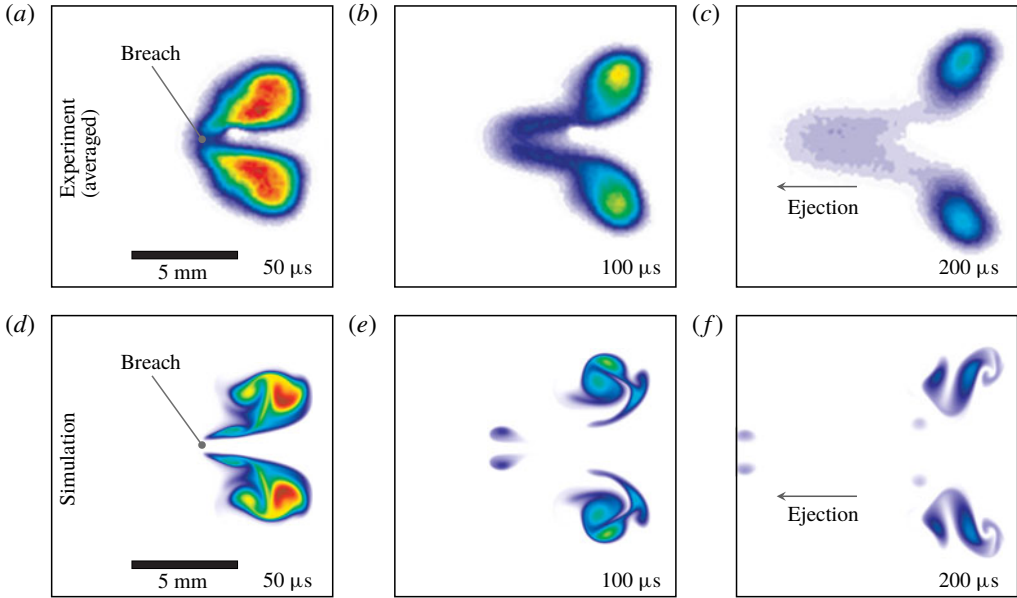 (a)
(b)
(c)
Breach
Experiment
(averaged)
5 mm
50 μs
100 μs
Ejection
200 μs
(d)
(e)
(f)
Breach
Simulation
5 mm
50 μs
100 μs
Ejection
200 μs